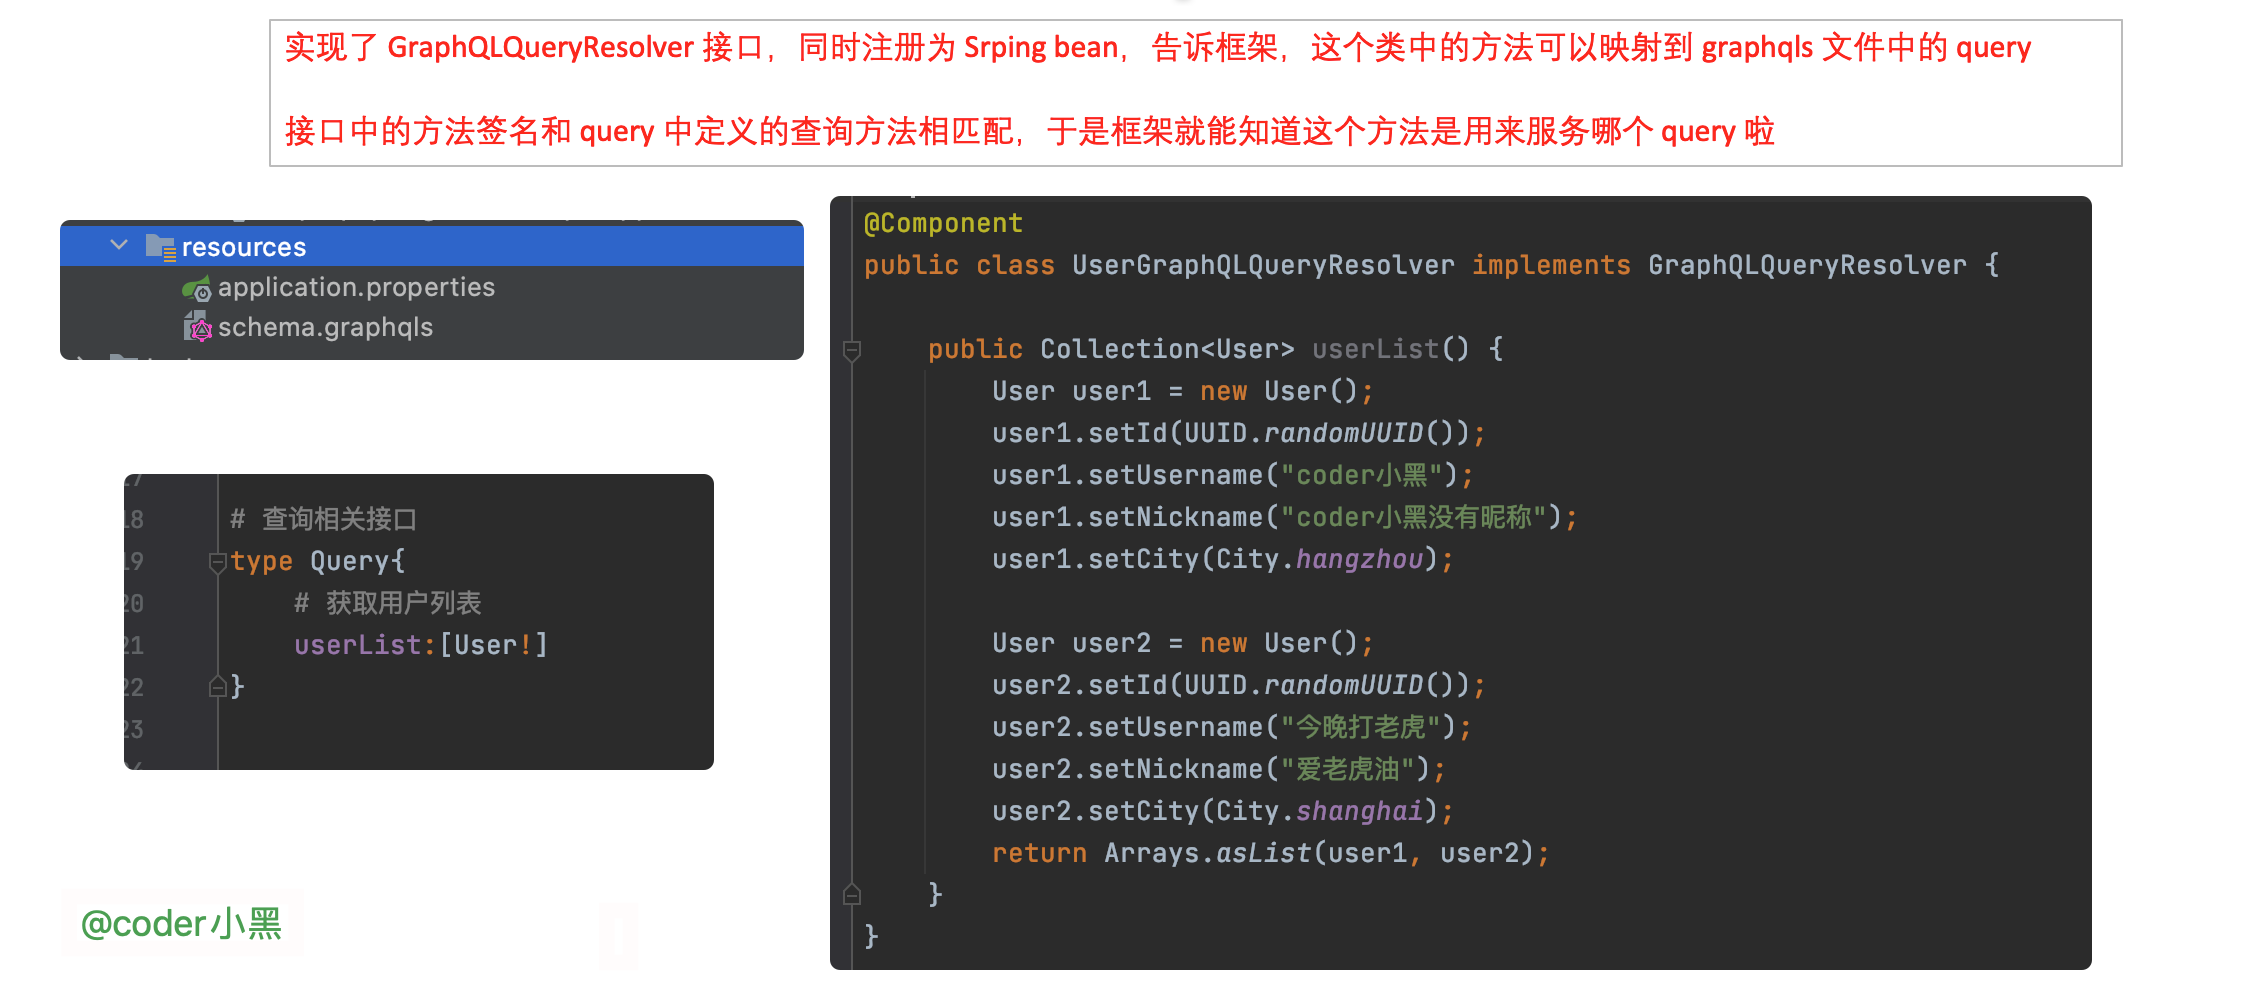 实现了 GraphQLQueryResolver 接口，同时注册为 Srping bean，告诉框架，这个类中的方法可以映射到 graphqls 文件中的 query
接口中的方法签名和 query 中定义的查询方法相匹配，于是框架就能知道这个方法是用来服务哪个 query 啦
resources
application.properties
schema.graphqls
18 # 查询相关接口
19 type Query{
20 # 获取用户列表
21 userList:[User!]
22 }
23
@Component
public class UserGraphQLQueryResolver implements GraphQLQueryResolver {
public Collection<User> userList() {
User user1 = new User();
user1.setId(UUID.randomUUID());
user1.setUsername("coder小黑");
user1.setNickname("coder小黑没有昵称");
user1.setCity(City.hangzhou);
User user2 = new User();
user2.setId(UUID.randomUUID());
user2.setUsername("今晚打老虎");
user2.setNickname("爱老虎油");
user2.setCity(City.shanghai);
return Arrays.asList(user1, user2);
}
}
@coder小黑